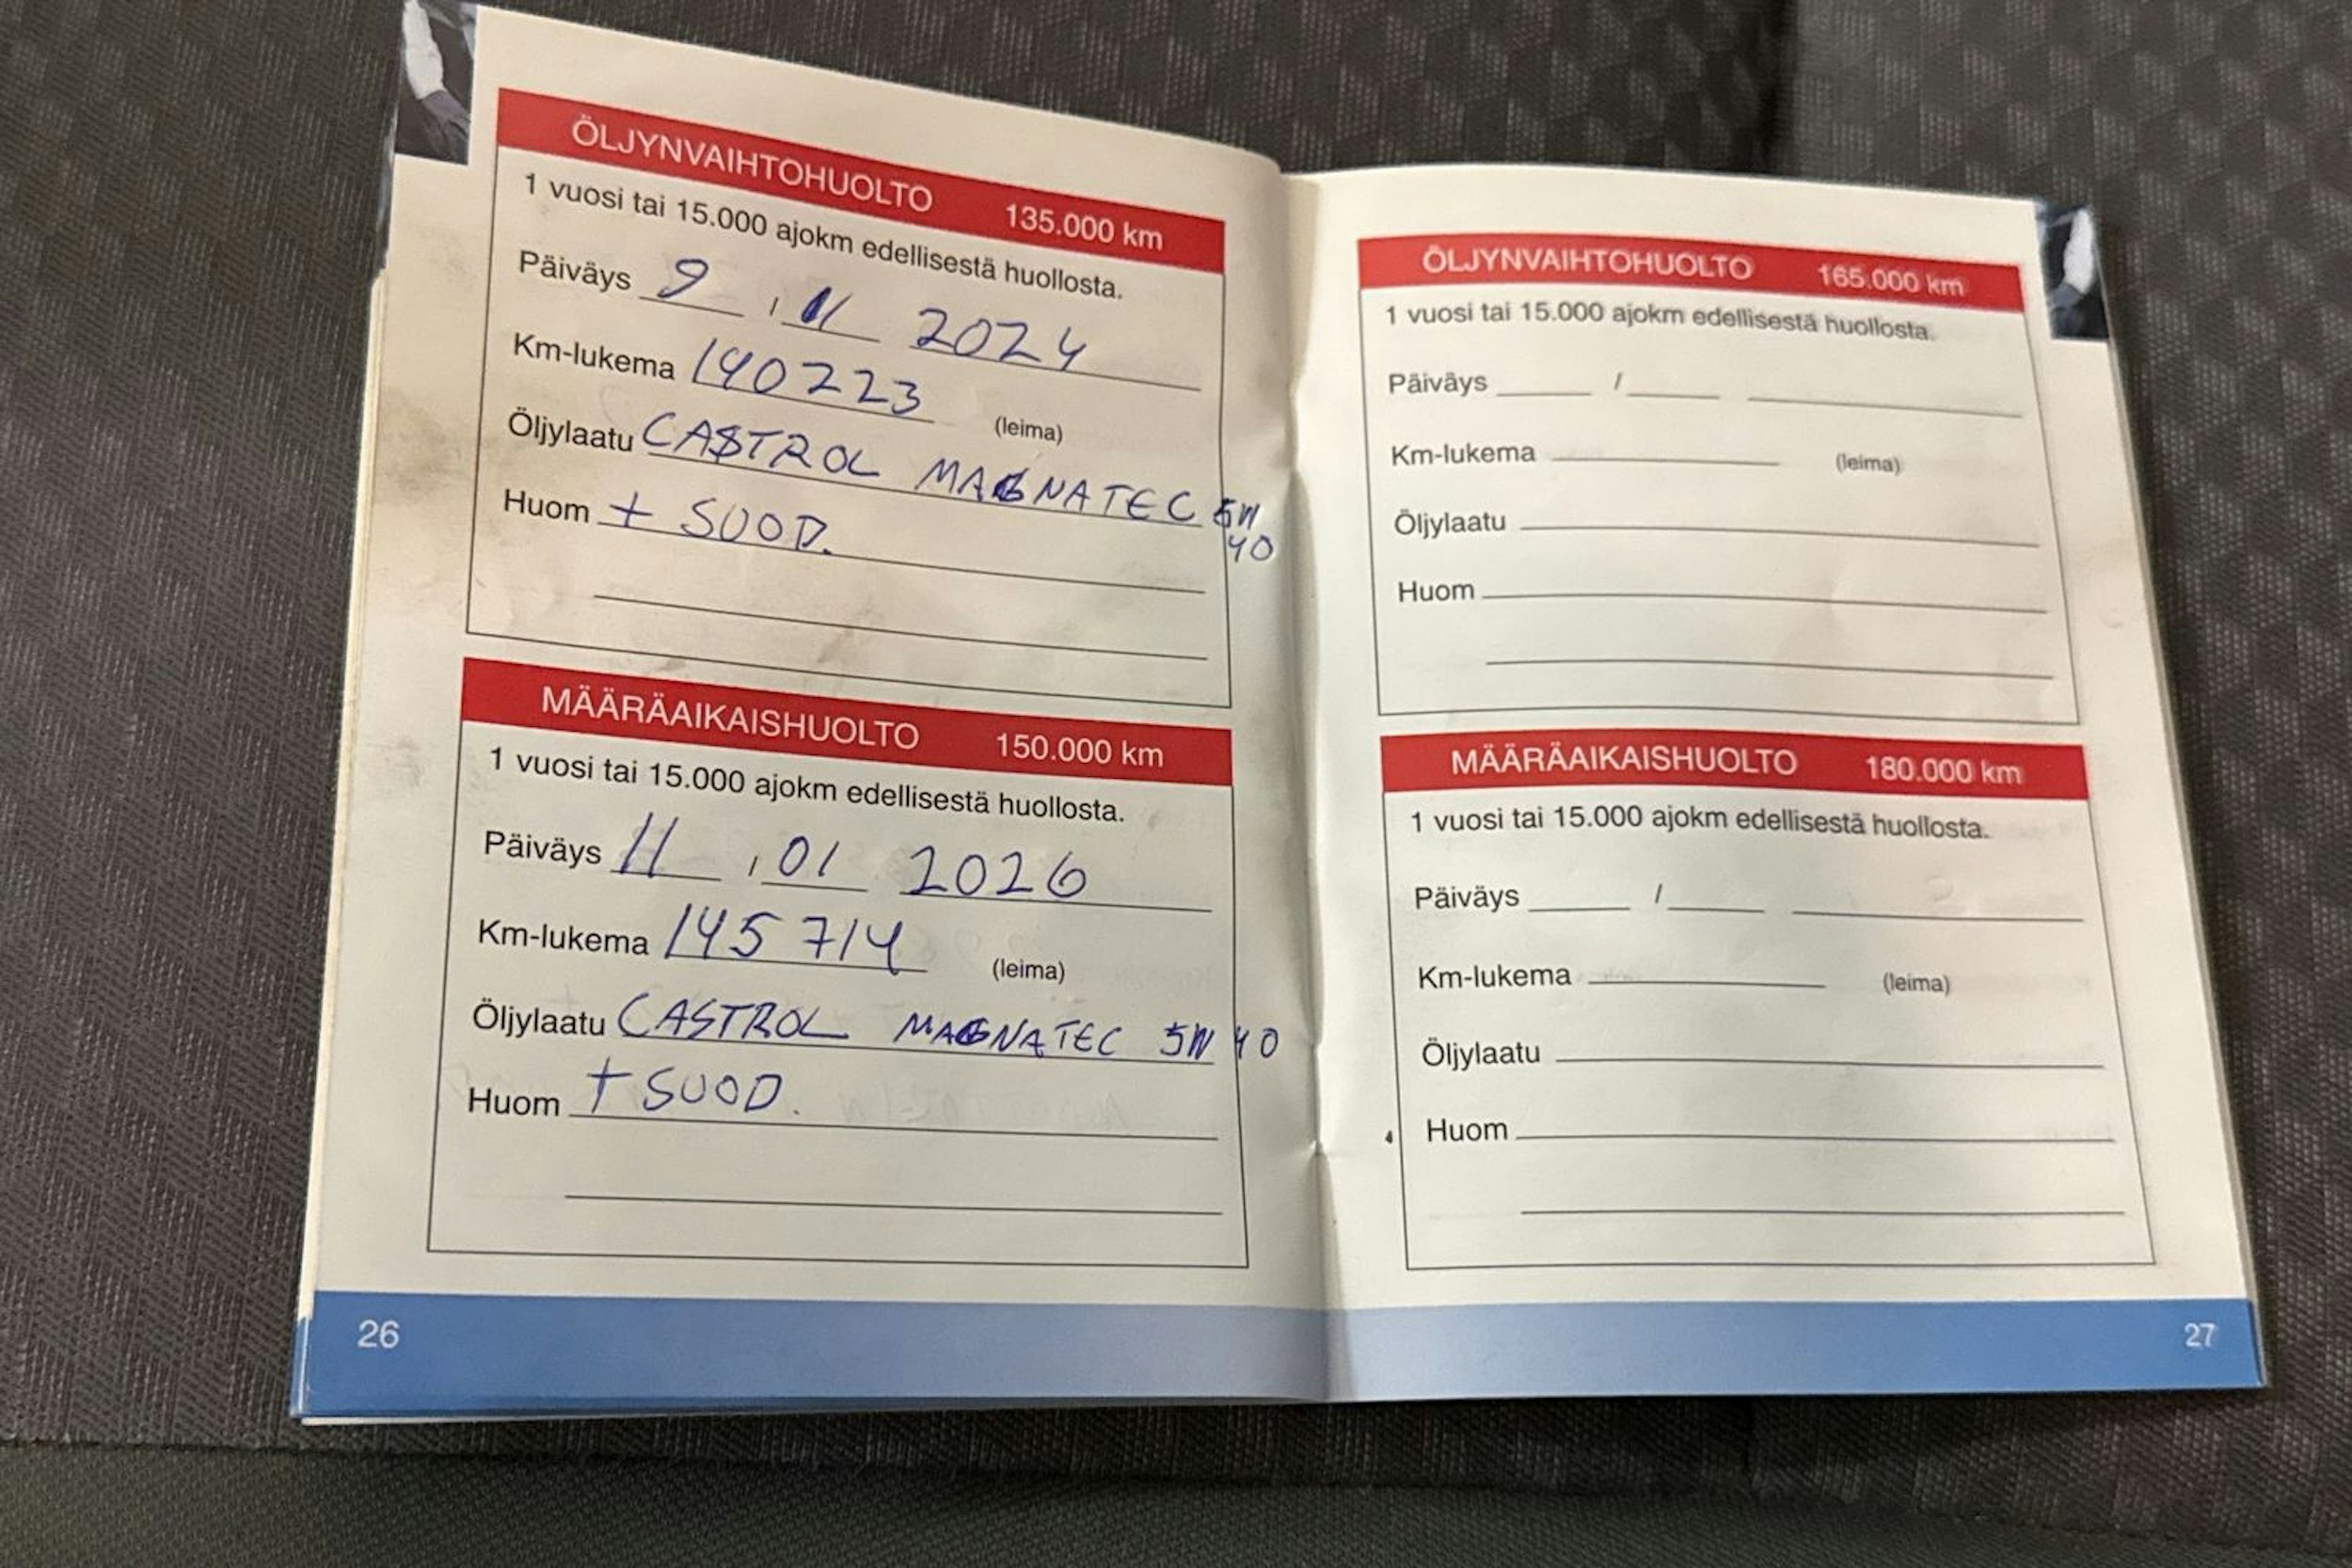 ÖLJYNVAIHTOHUOLTO 135.000 km
1 vuosi tai 15.000 ajokm edellisestä huollosta.
Päiväys 9 / 11 2024
Km-lukema 140223 (leima)
Öljylaatu CASTROL MAGNATEC 5W
40
Huom + SUOD.
MÄÄRÄAIKAISHUOLTO 150.000 km
1 vuosi tai 15.000 ajokm edellisestä huollosta.
Päiväys 11 / 01 2026
Km-lukema 145 714 (leima)
Öljylaatu CASTROL MAGNATEC 5W40
Huom + SUOD.
26
ÖLJYNVAIHTOHUOLTO 165.000 km
1 vuosi tai 15.000 ajokm edellisestä huollosta.
Päiväys /
Km-lukema (leima)
Öljylaatu
Huom
MÄÄRÄAIKAISHUOLTO 180.000 km
1 vuosi tai 15.000 ajokm edellisestä huollosta.
Päiväys /
Km-lukema (leima)
Öljylaatu
Huom
27